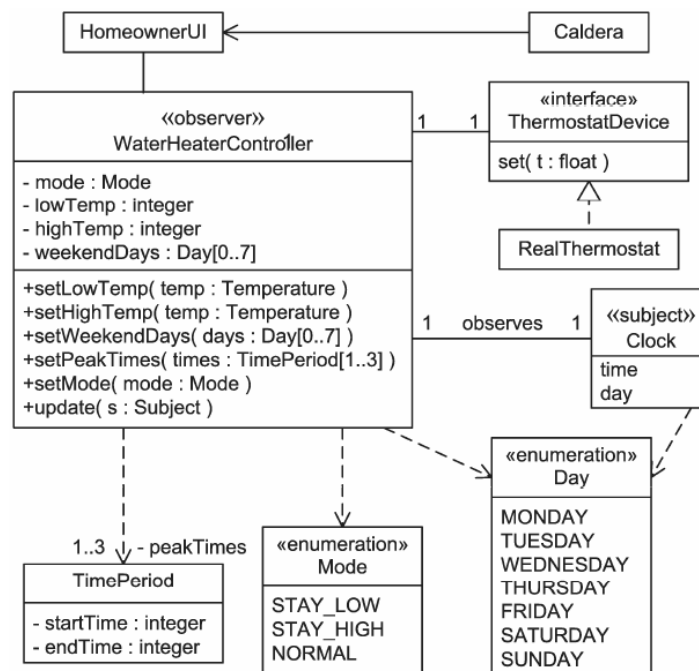 HomeownerUI
Caldera
«observer»
WaterHeaterController
- mode : Mode
- lowTemp : integer
- highTemp : integer
- weekendDays : Day[0..7]
+setLowTemp( temp : Temperature )
+setHighTemp( temp : Temperature )
+setWeekendDays( days : Day[0..7] )
+setPeakTimes( times : TimePeriod[1..3] )
+setMode( mode : Mode )
+update( s : Subject )
1
1
1
«interface»
ThermostatDevice
set( t : float )
RealThermostat
1
observes
1
«subject»
Clock
time
day
1..3
- peakTimes
TimePeriod
- startTime : integer
- endTime : integer
«enumeration»
Mode
STAY_LOW
STAY_HIGH
NORMAL
«enumeration»
Day
MONDAY
TUESDAY
WEDNESDAY
THURSDAY
FRIDAY
SATURDAY
SUNDAY